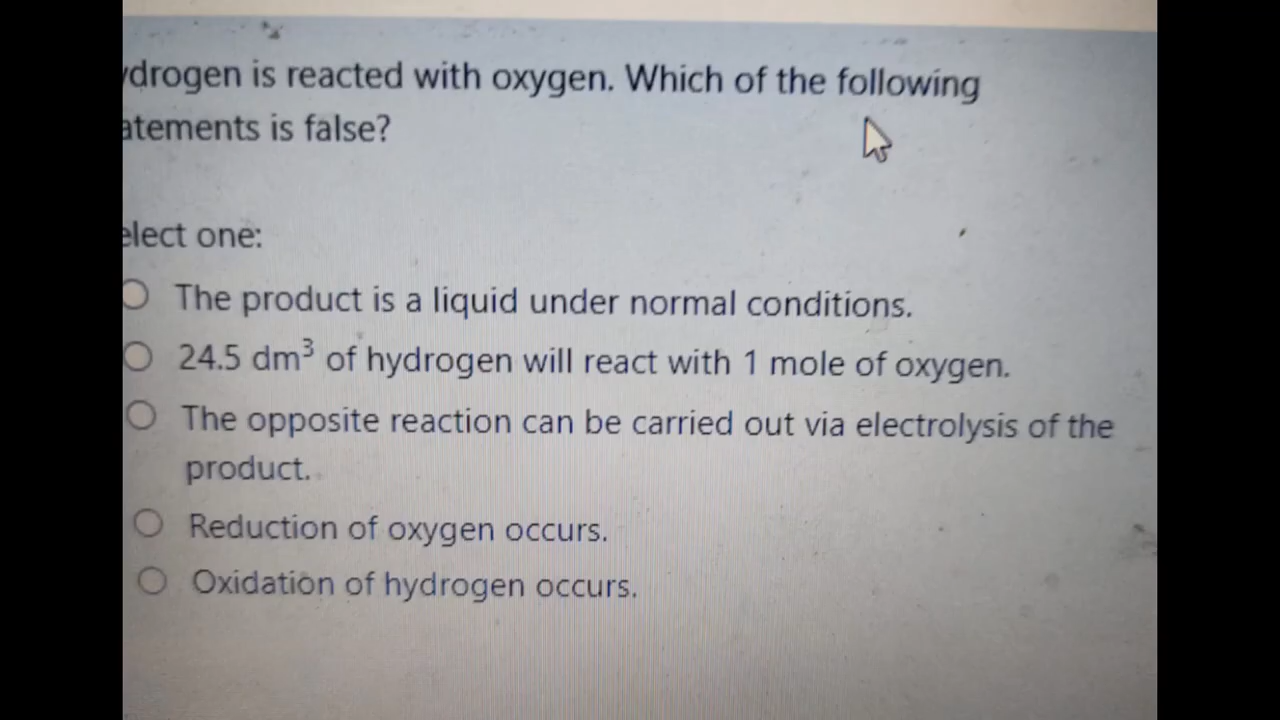 ydrogen is reacted with oxygen. Which of the following
atements is false?
elect one:
The product is a liquid under normal conditions.
24.5 dm³ of hydrogen will react with 1 mole of oxygen.
The opposite reaction can be carried out via electrolysis of the
product.
Reduction of oxygen occurs.
Oxidation of hydrogen occurs.